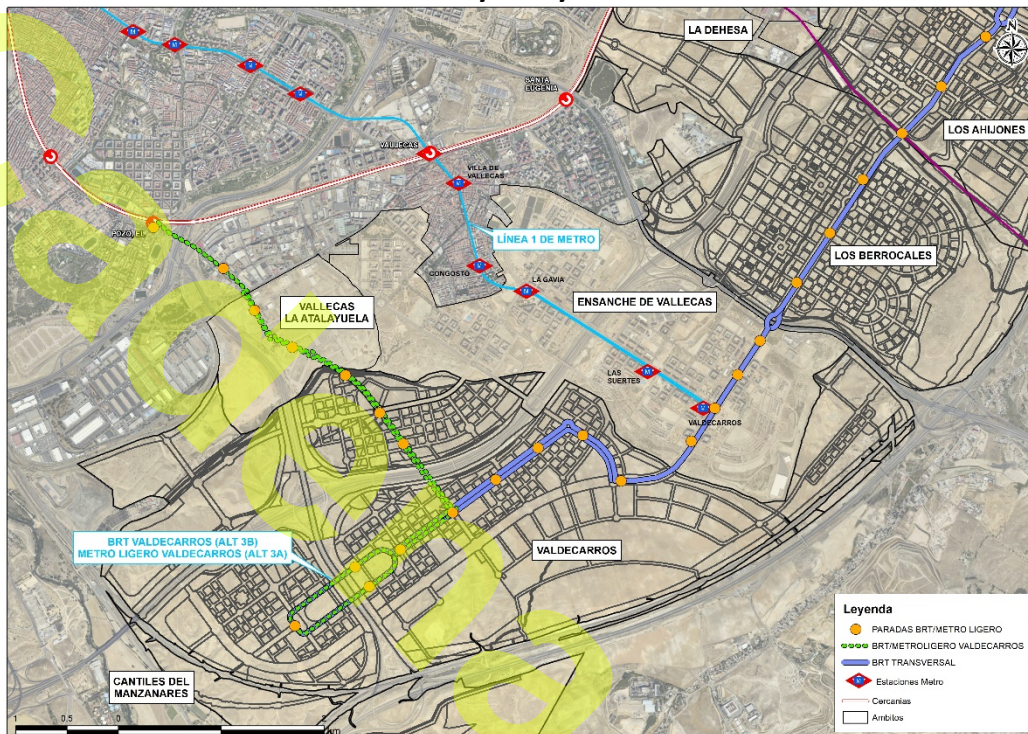 LA DEHESA
N
SANTA
EUGENIA
LOS AHIJONES
VALLECAS
VILLA DE
VALLECAS
POZO, EL
LÍNEA 1 DE METRO
LOS BERROCALES
CONGOSTO
LA GAVIA
ENSANCHE DE VALLECAS
VALLECAS
LA ATALAYUELA
LAS
SUERTES
VALDECARROS
BRT VALDECARROS (ALT 3B)
METRO LIGERO VALDECARROS (ALT 3A)
VALDECARROS
CANTILES DEL
MANZANARES
Leyenda
PARADAS BRT/METRO LIGERO
BRT/METROLIGERO VALDECARROS
BRT TRANSVERSAL
Estaciones Metro
Cercanias
Ambitos
1 0.5 0